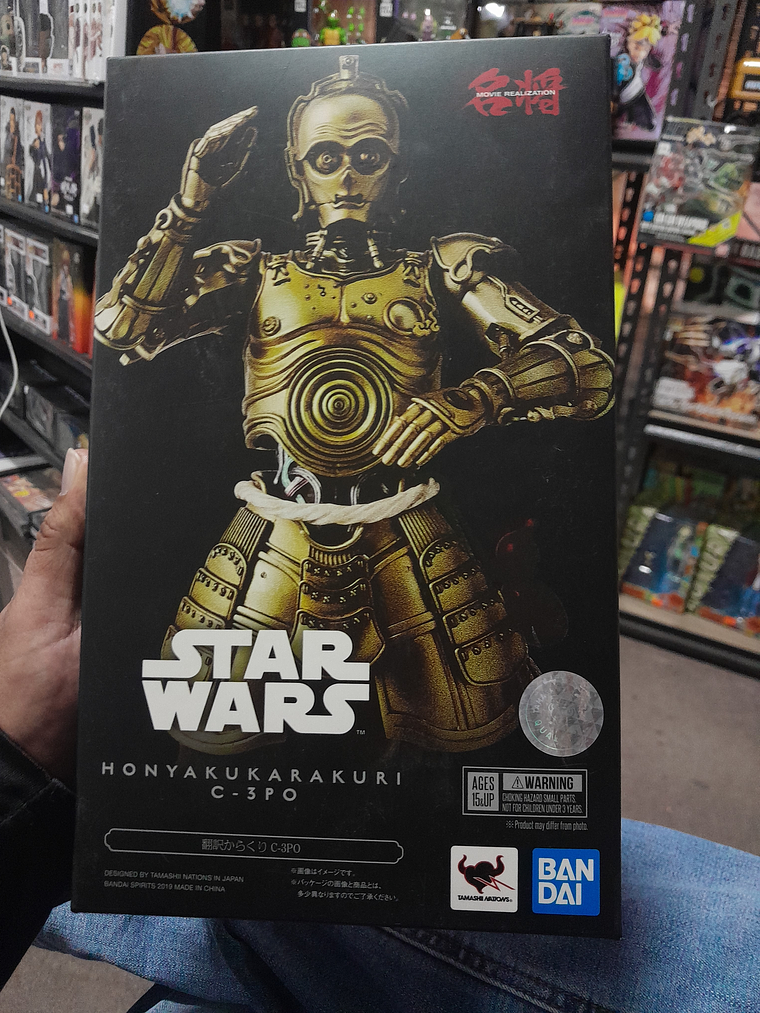 名将
MOVIE REALIZATION
STAR
WARS
TM
HONYAKUKARAKURI
C-3PO
AGES
15&UP
WARNING
CHOKING HAZARD SMALL PARTS.
NOT FOR CHILDREN UNDER 3 YEARS.
※Product may differ from photo.
翻訳からくり C-3PO
DESIGNED BY TAMASHII NATIONS IN JAPAN
BANDAI SPIRITS 2019 MADE IN CHINA
※画像はイメージです。
※パッケージの画像と商品とは、
多少異なりますのでご了承ください。
TAMASHII NATIONS
BAN
DAI